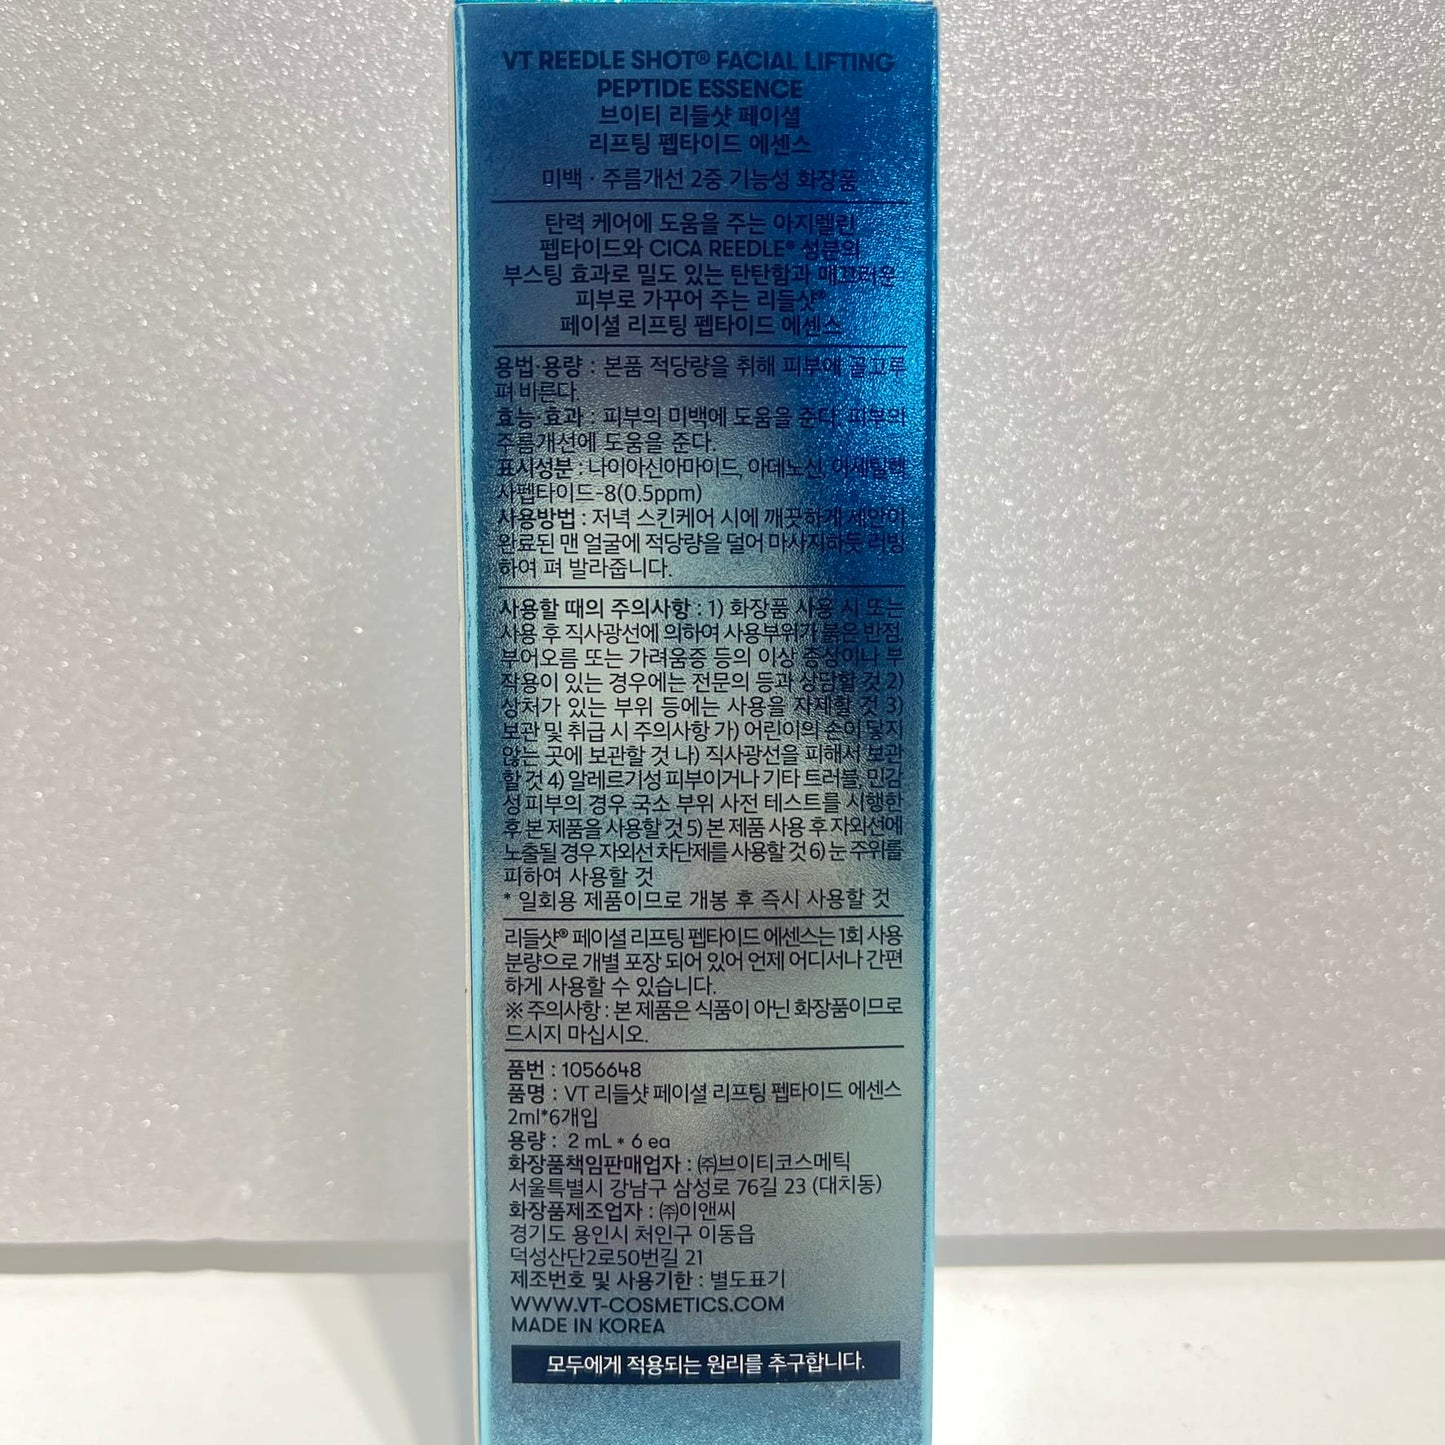 VT REEDLE SHOT® FACIAL LIFTING
PEPTIDE ESSENCE
브이티 리들샷 페이셜
리프팅 펩타이드 에센스
미백 · 주름개선 2중 기능성 화장품
탄력 케어에 도움을 주는 아지렐린
펩타이드와 CICA REEDLE® 성분의
부스팅 효과로 밀도 있는 탄탄함과 매끄러운
피부로 가꾸어 주는 리들샷®
페이셜 리프팅 펩타이드 에센스
용법·용량 : 본품 적당량을 취해 피부에 골고루
펴 바른다.
효능·효과 : 피부의 미백에 도움을 준다. 피부의
주름개선에 도움을 준다.
표시성분 : 나이아신아마이드, 아데노신, 아세틸헥
사펩타이드-8(0.5ppm)
사용방법 : 저녁 스킨케어 시에 깨끗하게 세안이
완료된 맨 얼굴에 적당량을 덜어 마사지하듯 러빙
하여 펴 발라줍니다.
사용할 때의 주의사항 : 1) 화장품 사용 시 또는
사용 후 직사광선에 의하여 사용부위가 붉은 반점,
부어오름 또는 가려움증 등의 이상 증상이나 부
작용이 있는 경우에는 전문의 등과 상담할 것 2)
상처가 있는 부위 등에는 사용을 자제할 것 3)
보관 및 취급 시 주의사항 가) 어린이의 손이 닿지
않는 곳에 보관할 것 나) 직사광선을 피해서 보관
할 것 4) 알레르기성 피부이거나 기타 트러블, 민감
성 피부의 경우 국소 부위 사전 테스트를 시행한
후 본 제품을 사용할 것 5) 본 제품 사용 후 자외선에
노출될 경우 자외선 차단제를 사용할 것 6) 눈 주위를
피하여 사용할 것
* 일회용 제품이므로 개봉 후 즉시 사용할 것
리들샷® 페이셜 리프팅 펩타이드 에센스는 1회 사용
분량으로 개별 포장 되어 있어 언제 어디서나 간편
하게 사용할 수 있습니다.
※ 주의사항 : 본 제품은 식품이 아닌 화장품이므로
드시지 마십시오.
품번 : 1056648
품명 : VT 리들샷 페이셜 리프팅 펩타이드 에센스
2ml*6개입
용량 : 2 mL * 6 ea
화장품책임판매업자 : ㈜브이티코스메틱
서울특별시 강남구 삼성로 76길 23 (대치동)
화장품제조업자 : ㈜이앤씨
경기도 용인시 처인구 이동읍
덕성산단2로50번길 21
제조번호 및 사용기한 : 별도표기
WWW.VT-COSMETICS.COM
MADE IN KOREA
모두에게 적용되는 원리를 추구합니다.